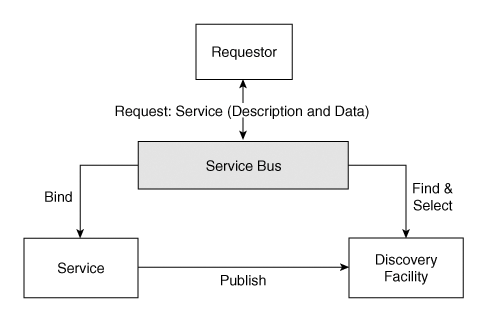 Requestor
Request: Service (Description and Data)
Service Bus
Bind
Find &
Select
Service
Publish
Discovery
Facility